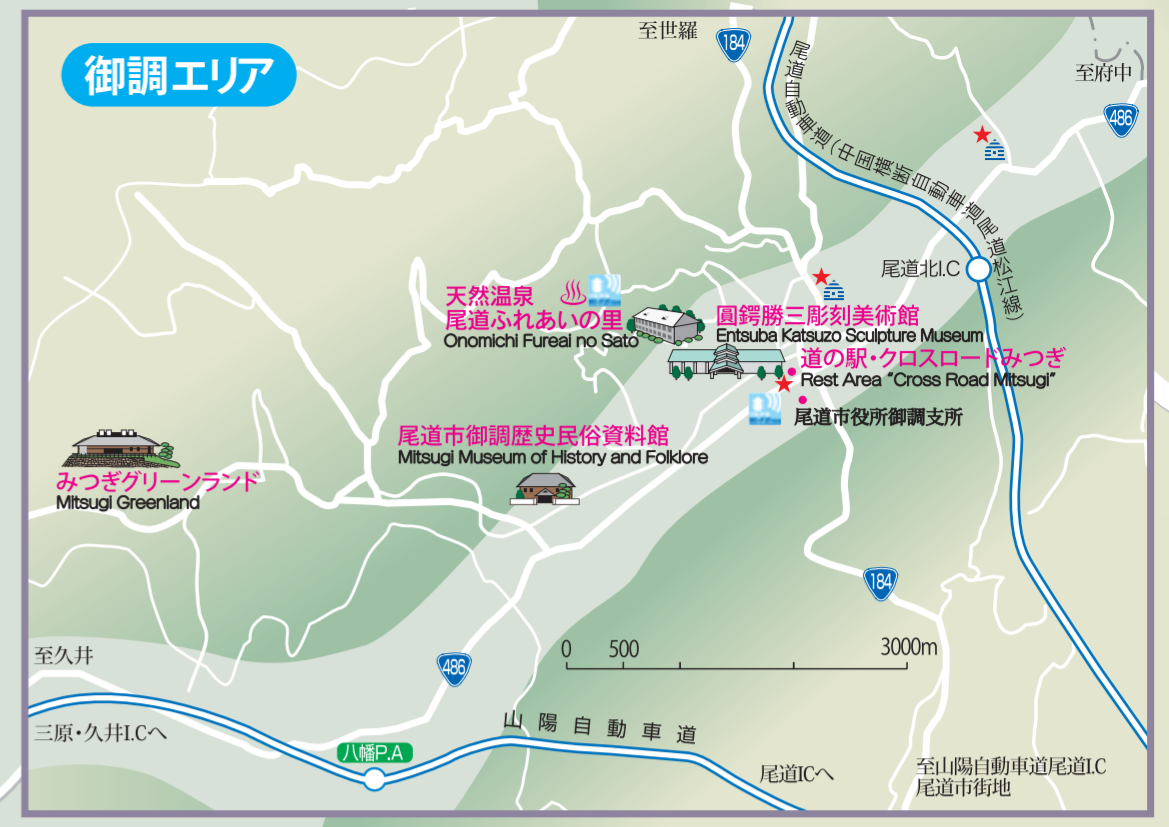 御調エリア
至世羅
184
尾道自動車道(中国横断自動車道尾道松江線)
至府中
486
尾道北I.C
天然温泉
尾道ふれあいの里
Onomichi Fureai no Sato
圓鍔勝三彫刻美術館
Entsuba Katsuzo Sculpture Museum
道の駅・クロスロードみつぎ
Rest Area “Cross Road Mitsugi”
尾道市役所御調支所
尾道市御調歴史民俗資料館
Mitsugi Museum of History and Folklore
みつぎグリーンランド
Mitsugi Greenland
184
0 500 3000m
至久井
486
三原・久井I.Cへ
八幡P.A
山陽自動車道
尾道ICへ
至山陽自動車道尾道I.C
尾道市街地